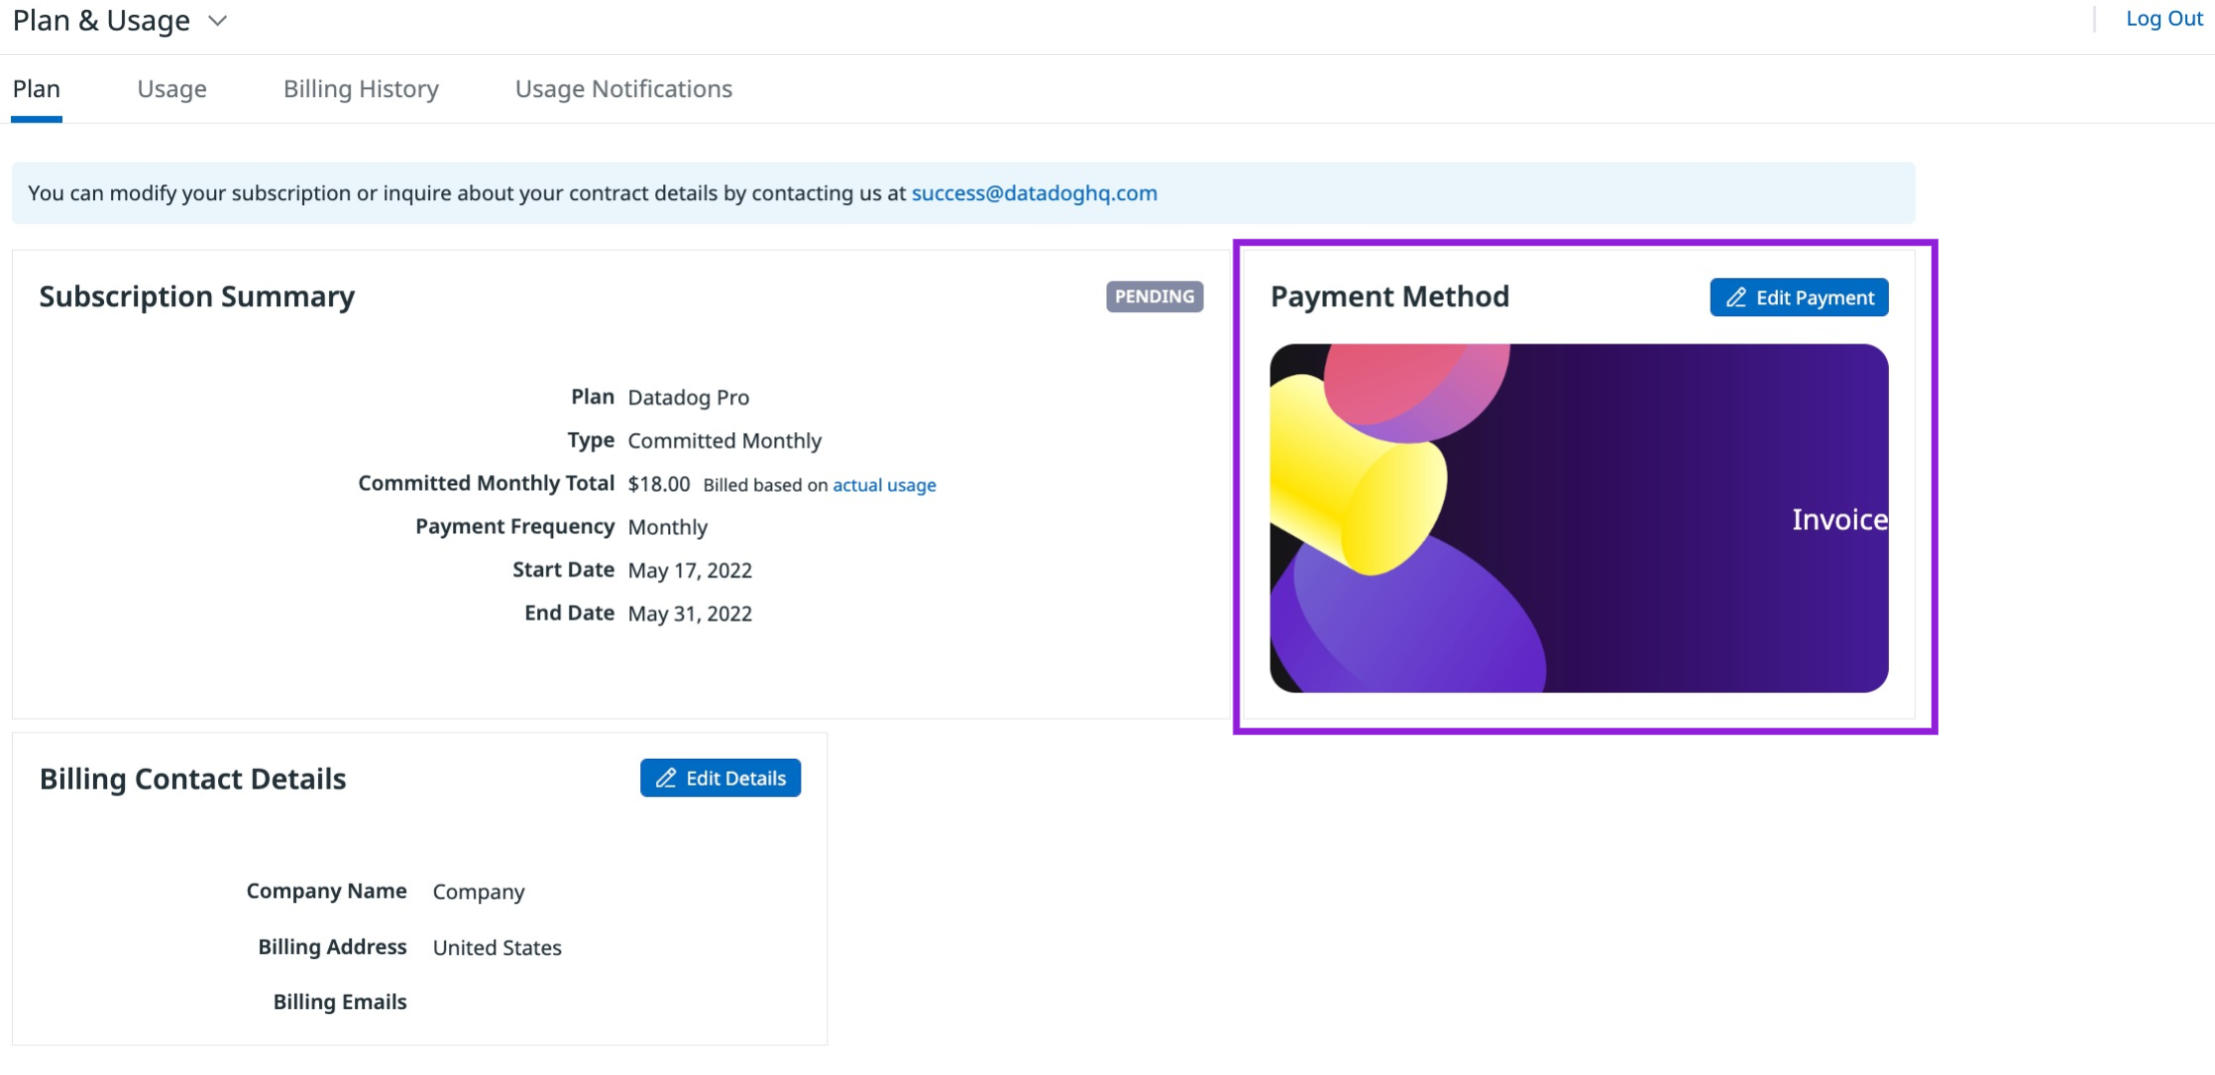 Plan & Usage
Log Out
Plan Usage Billing History Usage Notifications
You can modify your subscription or inquire about your contract details by contacting us at success@datadoghq.com
Subscription Summary
PENDING
Plan Datadog Pro
Type Committed Monthly
Committed Monthly Total $18.00 Billed based on actual usage
Payment Frequency Monthly
Start Date May 17, 2022
End Date May 31, 2022
Payment Method
Edit Payment
Invoice
Billing Contact Details
Edit Details
Company Name Company
Billing Address United States
Billing Emails